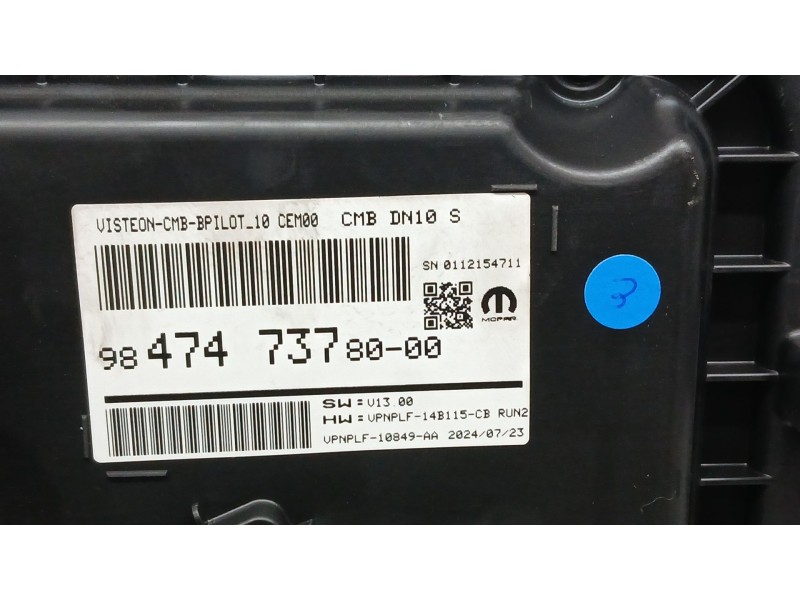 VISTEON-CMB-BPILOT_10 CEM00 CMB DN10 S
SN 0112154711
MOPAR
98 474 737 80-00
SW: V13.00
HW: VPNPLF-14B115-CB RUN2
VPNPLF-10849-AA 2024/07/23